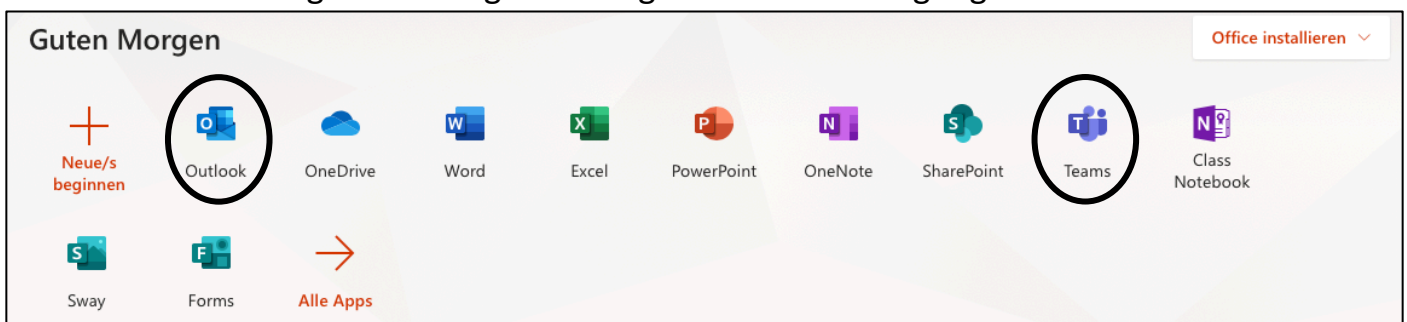 Guten Morgen
Office installieren
Neue/s beginnen
Outlook
OneDrive
Word
Excel
PowerPoint
OneNote
SharePoint
Teams
Class Notebook
Sway
Forms
Alle Apps